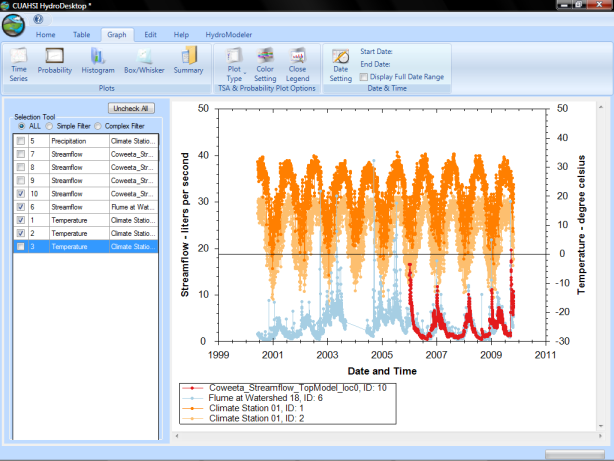 CUAHSI HydroDesktop *
Home Table Graph Edit Help HydroModeler
Time Series Probability Histogram Box/Whisker Summary
Plots
Plot Type Color Setting Close Legend
TSA & Probability Plot Options
Date Setting
Start Date:
End Date:
Display Full Date Range
Date & Time
Uncheck All
Selection Tool
ALL Simple Filter Complex Filter
5 Precipitation Climate Statio...
7 Streamflow Coweeta_Str...
8 Streamflow Coweeta_Str...
9 Streamflow Coweeta_Str...
10 Streamflow Coweeta_Str...
6 Streamflow Flume at Wat...
1 Temperature Climate Statio...
2 Temperature Climate Statio...
3 Temperature Climate Statio...
Streamflow - liters per second
50
40
30
20
10
0
Temperature - degree celsius
50
40
30
20
10
0
-10
-20
-30
1999 2001 2003 2005 2007 2009 2011
Date and Time
Coweeta_Streamflow_TopModel_loc0, ID: 10
Flume at Watershed 18, ID: 6
Climate Station 01, ID: 1
Climate Station 01, ID: 2